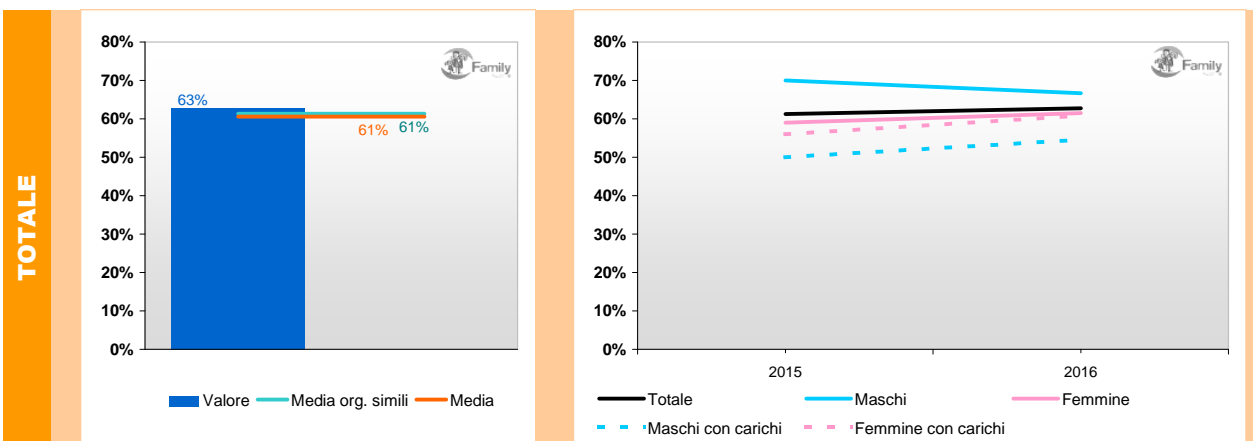 TOTALE
80%
70%
60%
50%
40%
30%
20%
10%
0%
63%
61%
61%
Family
Valore
Media org. simili
Media
80%
70%
60%
50%
40%
30%
20%
10%
0%
Family
2015
2016
Totale
Maschi
Femmine
Maschi con carichi
Femmine con carichi